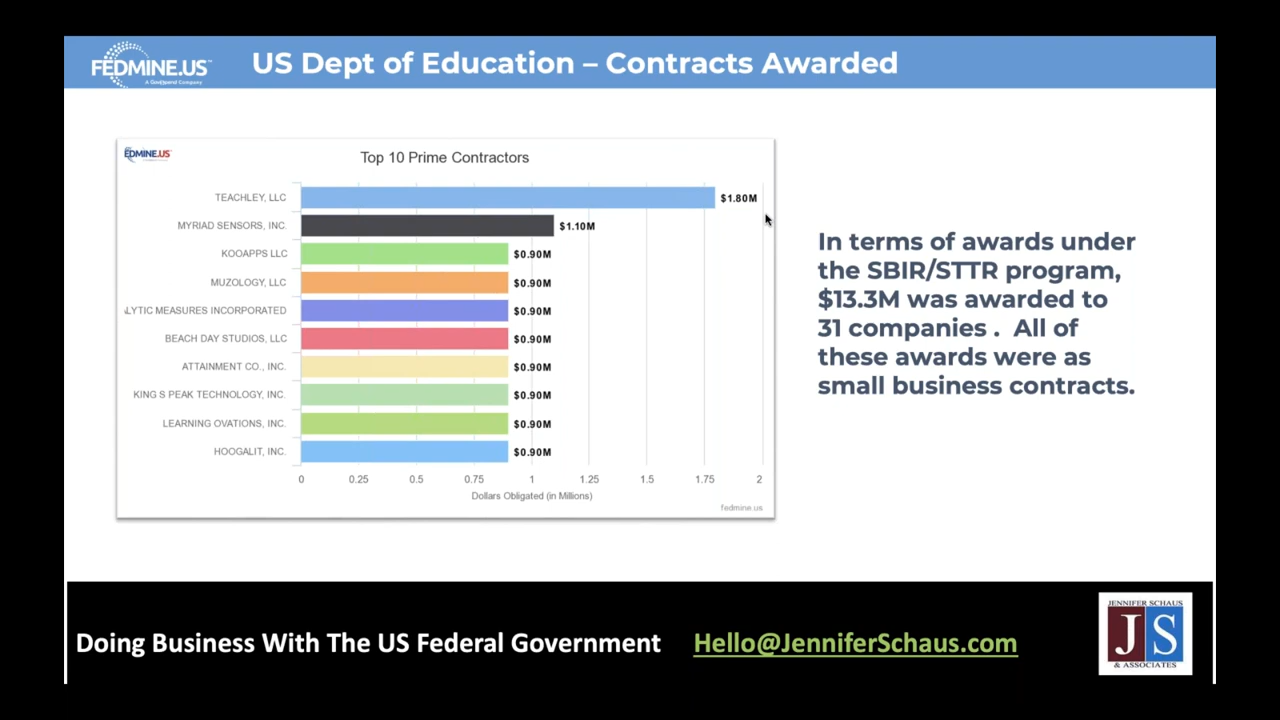 FEDMINE.US™
A GovSpend Company
US Dept of Education – Contracts Awarded
EDMINE.US
Top 10 Prime Contractors
TEACHLEY, LLC $1.80M
MYRIAD SENSORS, INC. $1.10M
KOOAPPS LLC $0.90M
MUZOLOGY, LLC $0.90M
LYTIC MEASURES INCORPORATED $0.90M
BEACH DAY STUDIOS, LLC $0.90M
ATTAINMENT CO., INC. $0.90M
KING S PEAK TECHNOLOGY, INC. $0.90M
LEARNING OVATIONS, INC. $0.90M
HOOGALIT, INC. $0.90M
0 0.25 0.5 0.75 1 1.25 1.5 1.75 2
Dollars Obligated (in Millions)
fedmine.us
In terms of awards under
the SBIR/STTR program,
$13.3M was awarded to
31 companies . All of
these awards were as
small business contracts.
Doing Business With The US Federal Government Hello@JenniferSchaus.com
JENNIFER SCHAUS
JS
& ASSOCIATES